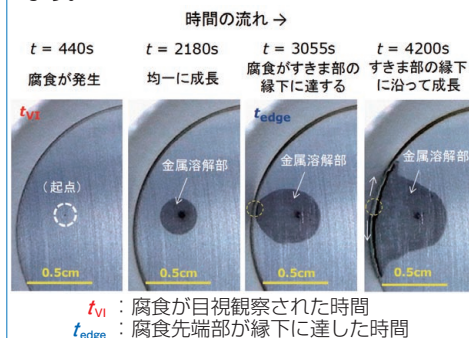 時間の流れ →
t = 440s
腐食が発生
t = 2180s
均一に成長
t = 3055s
腐食がすきま部の
縁下に達する
t = 4200s
すきま部の縁下
に沿って成長
tVI
(起点)
0.5cm
金属溶解部
0.5cm
tedge
金属溶解部
0.5cm
金属溶解部
0.5cm
tVI：腐食が目視観察された時間
tedge：腐食先端部が縁下に達した時間